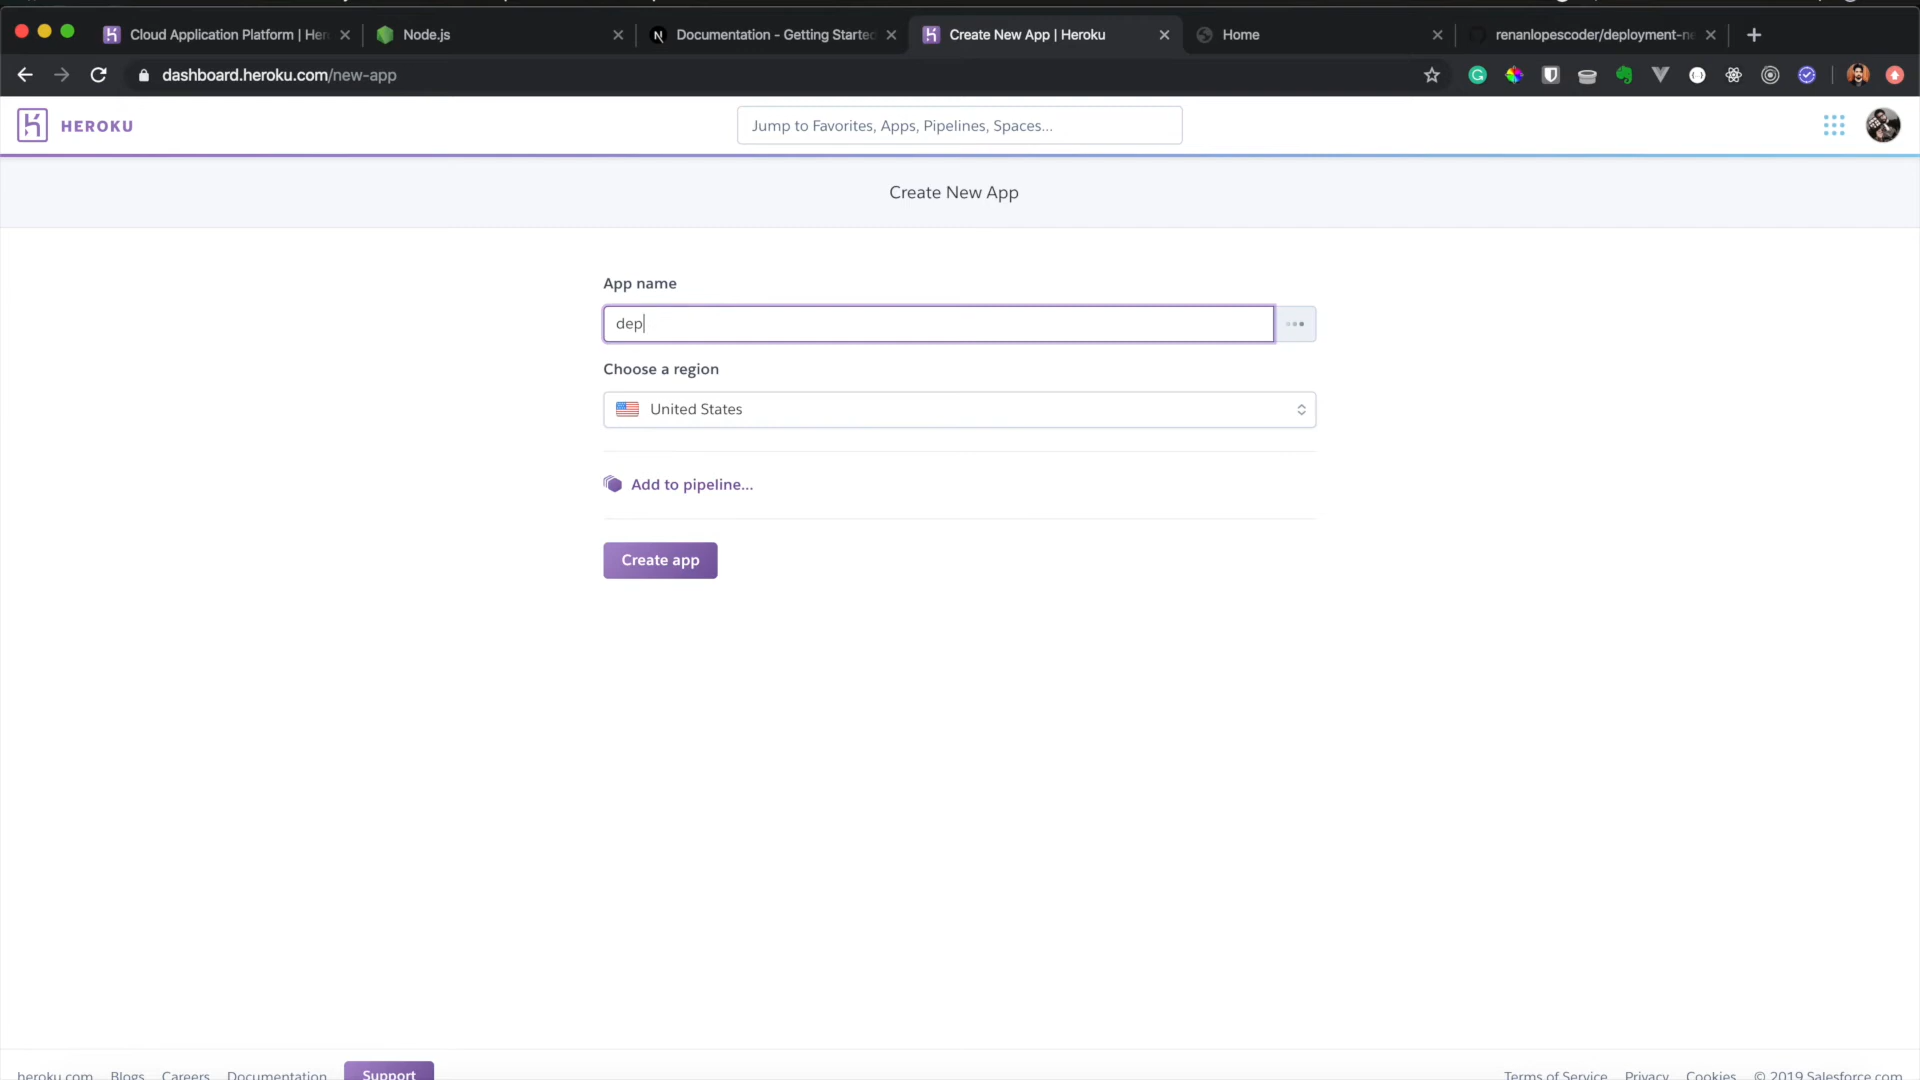 Cloud Application Platform | Her
Node.js
Documentation - Getting Started
Create New App | Heroku
Home
renanlopescoder/deployment-ne
dashboard.heroku.com/new-app
HEROKU
Jump to Favorites, Apps, Pipelines, Spaces...
Create New App
App name
dep
Choose a region
United States
Add to pipeline...
Create app
heroku.com Blogs Careers Documentation Support Terms of Service Privacy Cookies © 2019 Salesforce.com